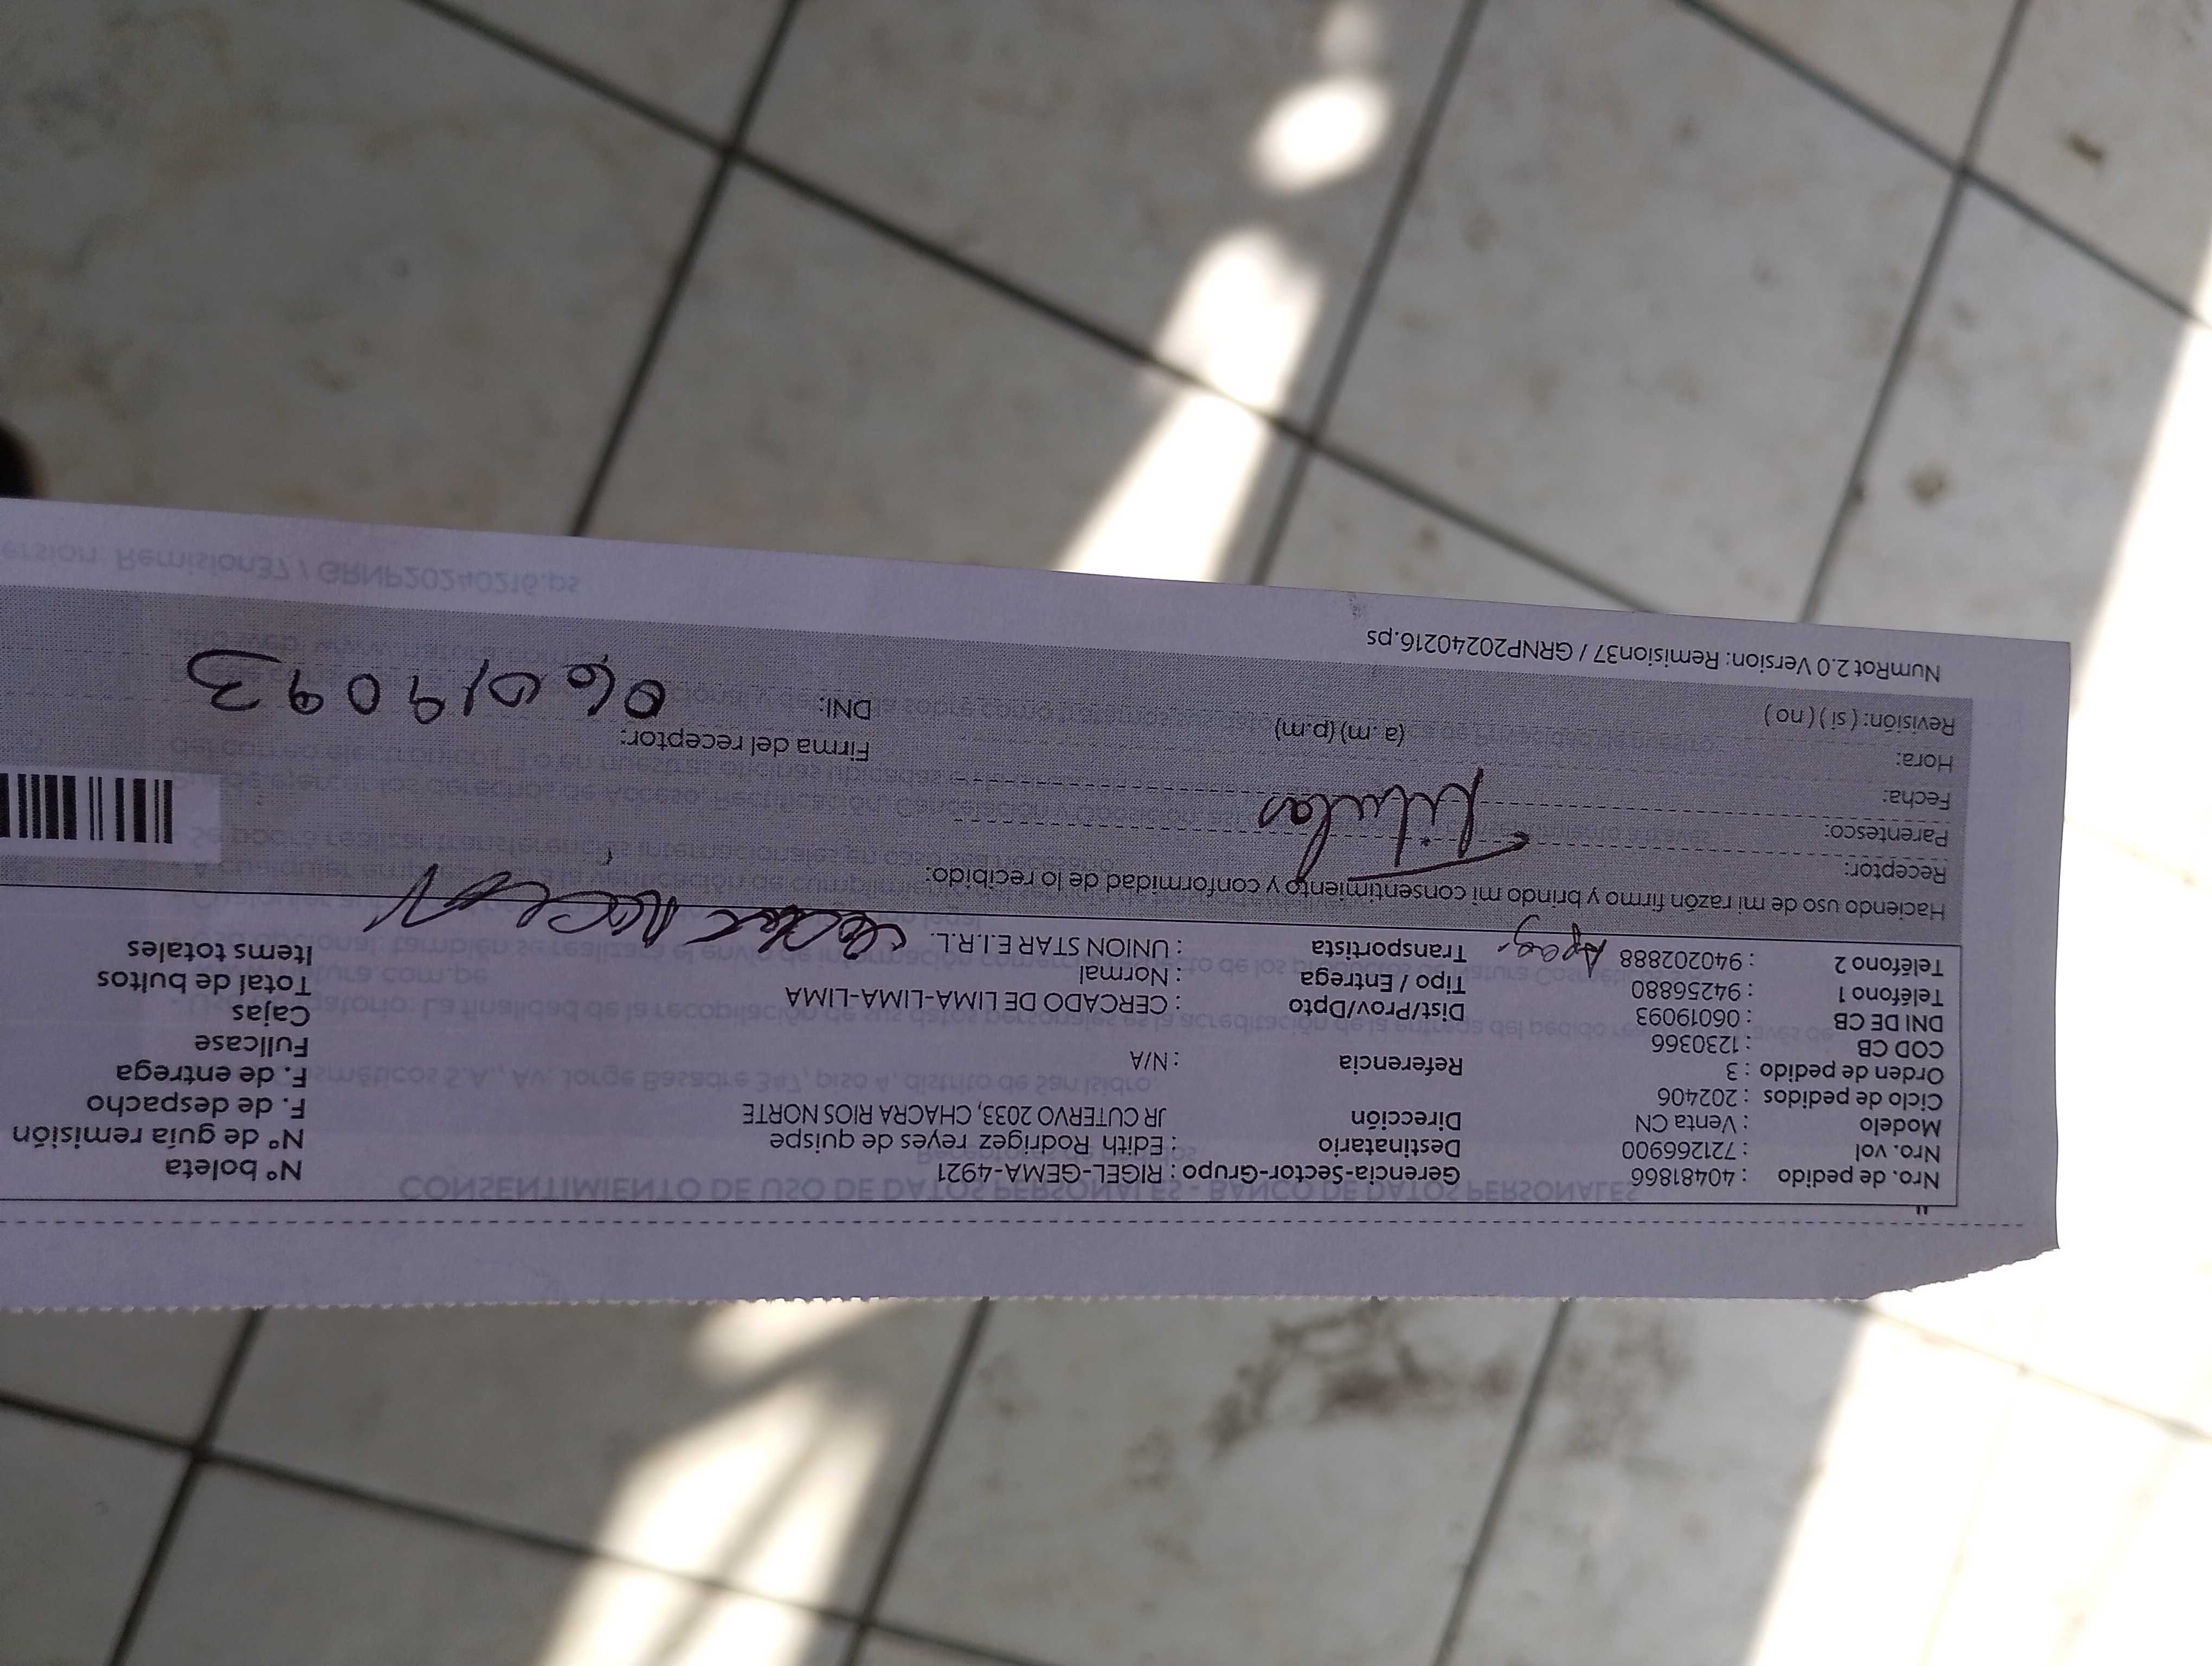 Nro. de pedido : 40481866 Gerencia-Sector-Grupo : RIGEL-GEMA-4921 N° boleta
Nro. vol : 721266900 Destinatario : Edith Rodrigez reyes de quispe N° de guía remisión
Modelo : Venta CN Dirección JR CUTERVO 2033, CHACRA RIOS NORTE F. de despacho
Ciclo de pedidos : 202406 F. de entrega
Orden de pedido : 3 Referencia : N/A Fullcase
COD CB : 1230366 Cajas
DNI DE CB : 06019093 Dist/Prov/Dpto : CERCADO DE LIMA-LIMA-LIMA Total de bultos
Teléfono 1 : 94256880 Tipo / Entrega : Normal Items totales
Teléfono 2 : 940202888 Apag. Transportista : UNION STAR E.I.R.L.
Haciendo uso de mi razón firmo y brindo mi consentimiento y conformidad de lo recibido:
Receptor:
Parentesco: Titular
Fecha:
Hora: (a.m) (p.m) Firma del receptor:
Revisión: ( si ) ( no ) DNI: 06019093
NumRot 2.0 Version: Remision37 / GRNP20240216.ps